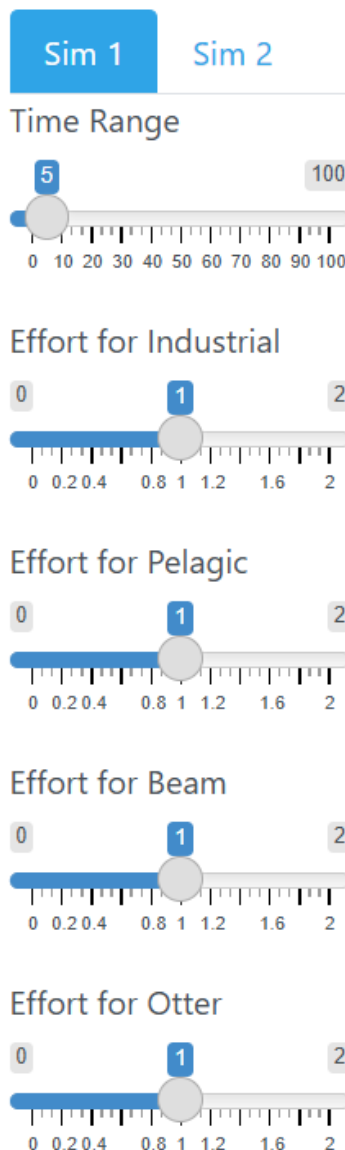 Sim 1 Sim 2
Time Range
5 100
0 10 20 30 40 50 60 70 80 90 100
Effort for Industrial
0 1 2
0 0.2 0.4 0.8 1 1.2 1.6 2
Effort for Pelagic
0 1 2
0 0.2 0.4 0.8 1 1.2 1.6 2
Effort for Beam
0 1 2
0 0.2 0.4 0.8 1 1.2 1.6 2
Effort for Otter
0 1 2
0 0.2 0.4 0.8 1 1.2 1.6 2